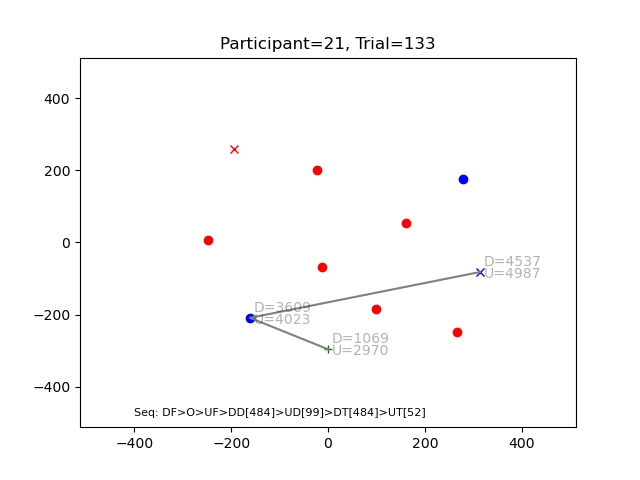 Participant=21, Trial=133
400
200
0
−200
−400
D=4537
U=4987
D=3609
U=4023
D=1069
U=2970
Seq: DF>O>UF>DD[484]>UD[99]>DT[484]>UT[52]
−400
−200
0
200
400